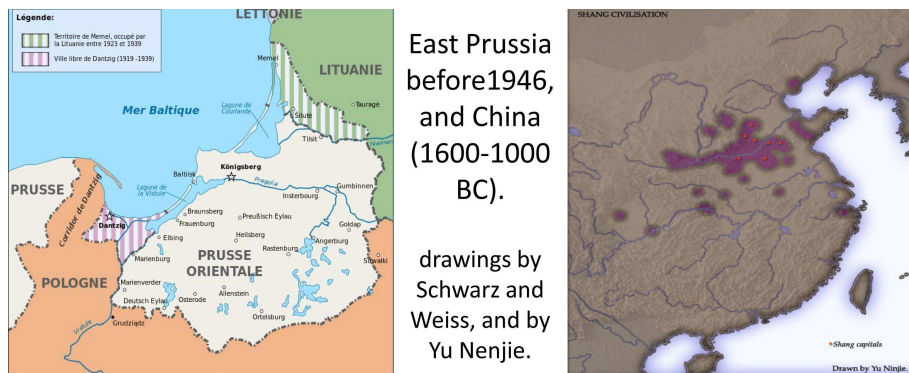 Légende:
Territoire de Memel, occupé par
la Lituanie entre 1923 et 1939
Ville libre de Dantzig (1919 -1939)
LETTONIE
LITUANIE
Memel
Mer Baltique
Lagune de
Courlande
Silute
Taurage
Tilsit
Niemen
PRUSSE
Corridor de Dantzig
Lagune de
la Vistule
Baltiisk
Königsberg
Pregolia
Gumbinnen
Insterbourg
Dantzig
Braunsberg
Frauenburg
Preußisch Eylau
Goldap
Elbing
Heilsberg
Angerburg
Marienburg
Rastenburg
Suwalki
PRUSSE
ORIENTALE
POLOGNE
Marienverder
Deutsch Eylau
Osterode
Allenstein
Ortelsburg
Grudziądz
Vistule
East Prussia
before1946,
and China
(1600-1000
BC).
drawings by
Schwarz and
Weiss, and by
Yu Nenjie.
SHANG CIVILISATION
*Shang capitals
Drawn by Yu Ninjie.